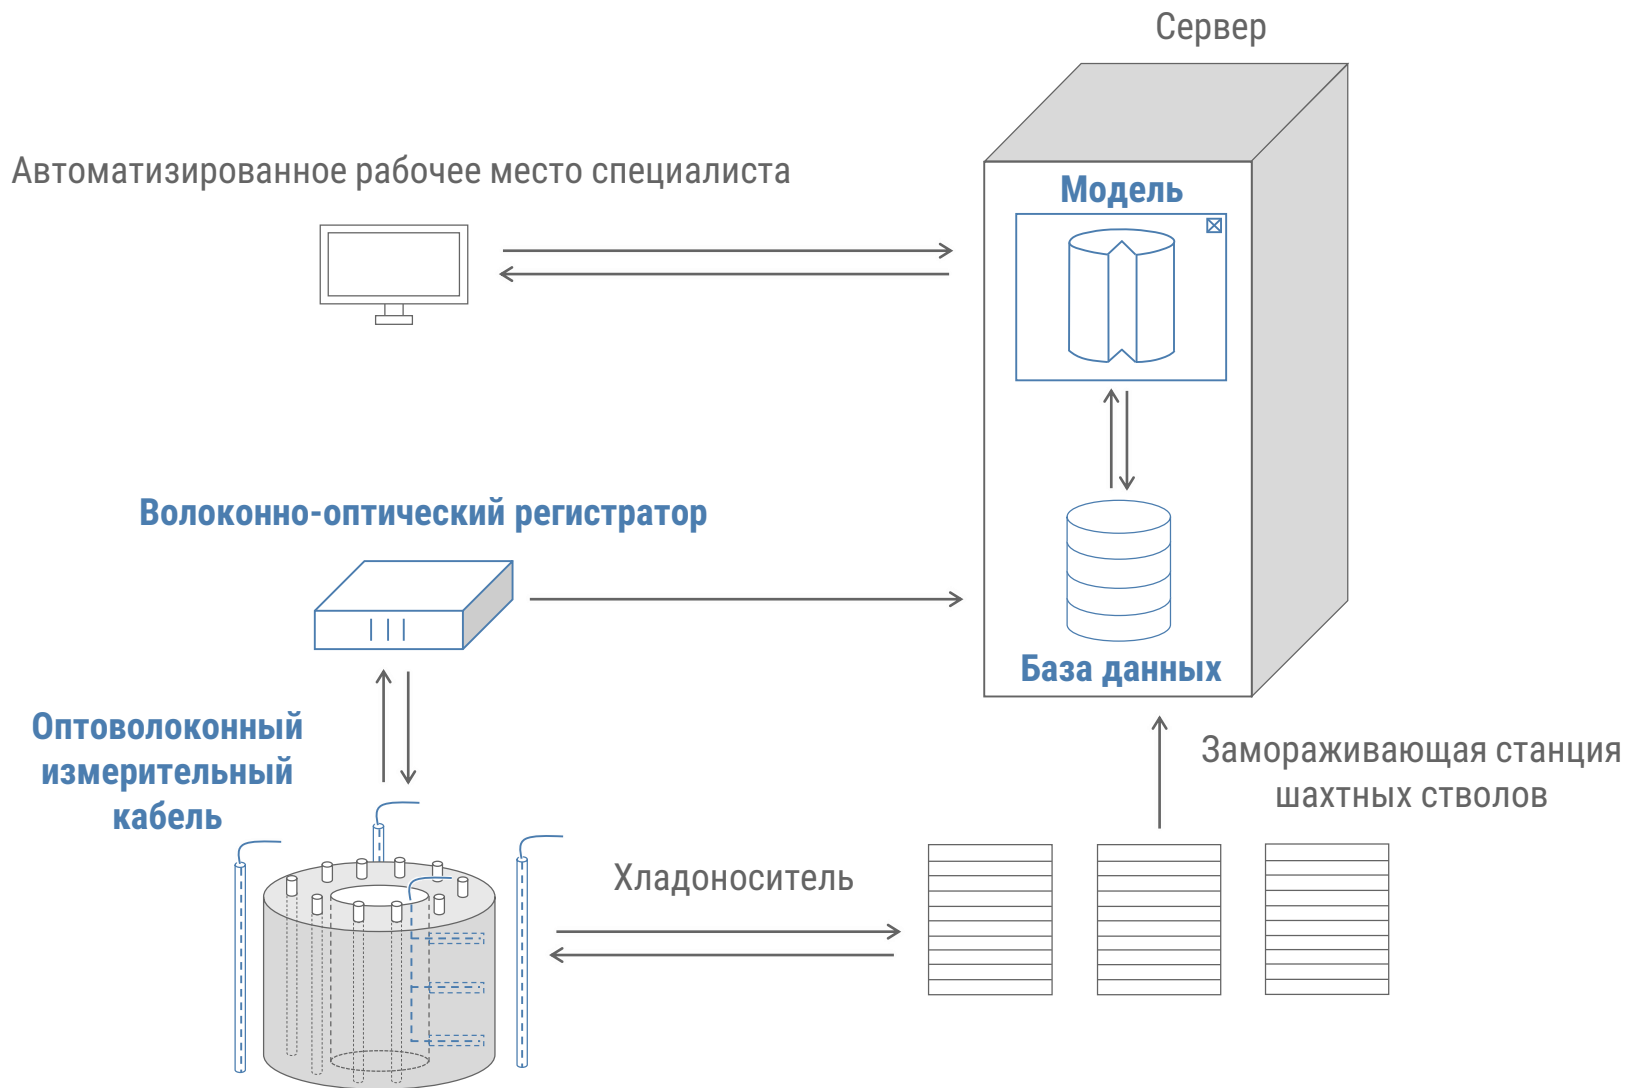 Сервер
Автоматизированное рабочее место специалиста
Модель
Волоконно-оптический регистратор
База данных
Оптоволоконный
измерительный
кабель
Замораживающая станция
шахтных стволов
Хладоноситель